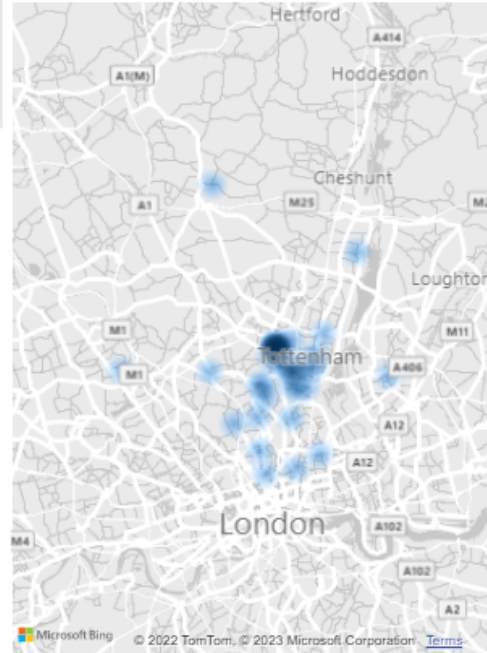 Hertford
A414
A1(M)
Hoddesdon
Cheshunt
A1
M25
Loughton
M1
M11
Tottenham
M1
A406
A12
A12
London
M4
A102
A102
A2
Microsoft Bing
© 2022 TomTom, © 2023 Microsoft Corporation Terms